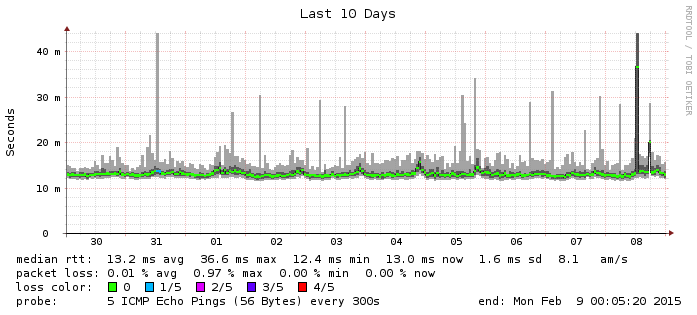 Last 10 Days
RRDTOOL / TOBI OETIKER
Seconds
40 m
30 m
20 m
10 m
0
30 31 01 02 03 04 05 06 07 08
median rtt: 13.2 ms avg 36.6 ms max 12.4 ms min 13.0 ms now 1.6 ms sd 8.1 am/s
packet loss: 0.01 % avg 0.97 % max 0.00 % min 0.00 % now
loss color: 0 1/5 2/5 3/5 4/5
probe: 5 ICMP Echo Pings (56 Bytes) every 300s end: Mon Feb 9 00:05:20 2015